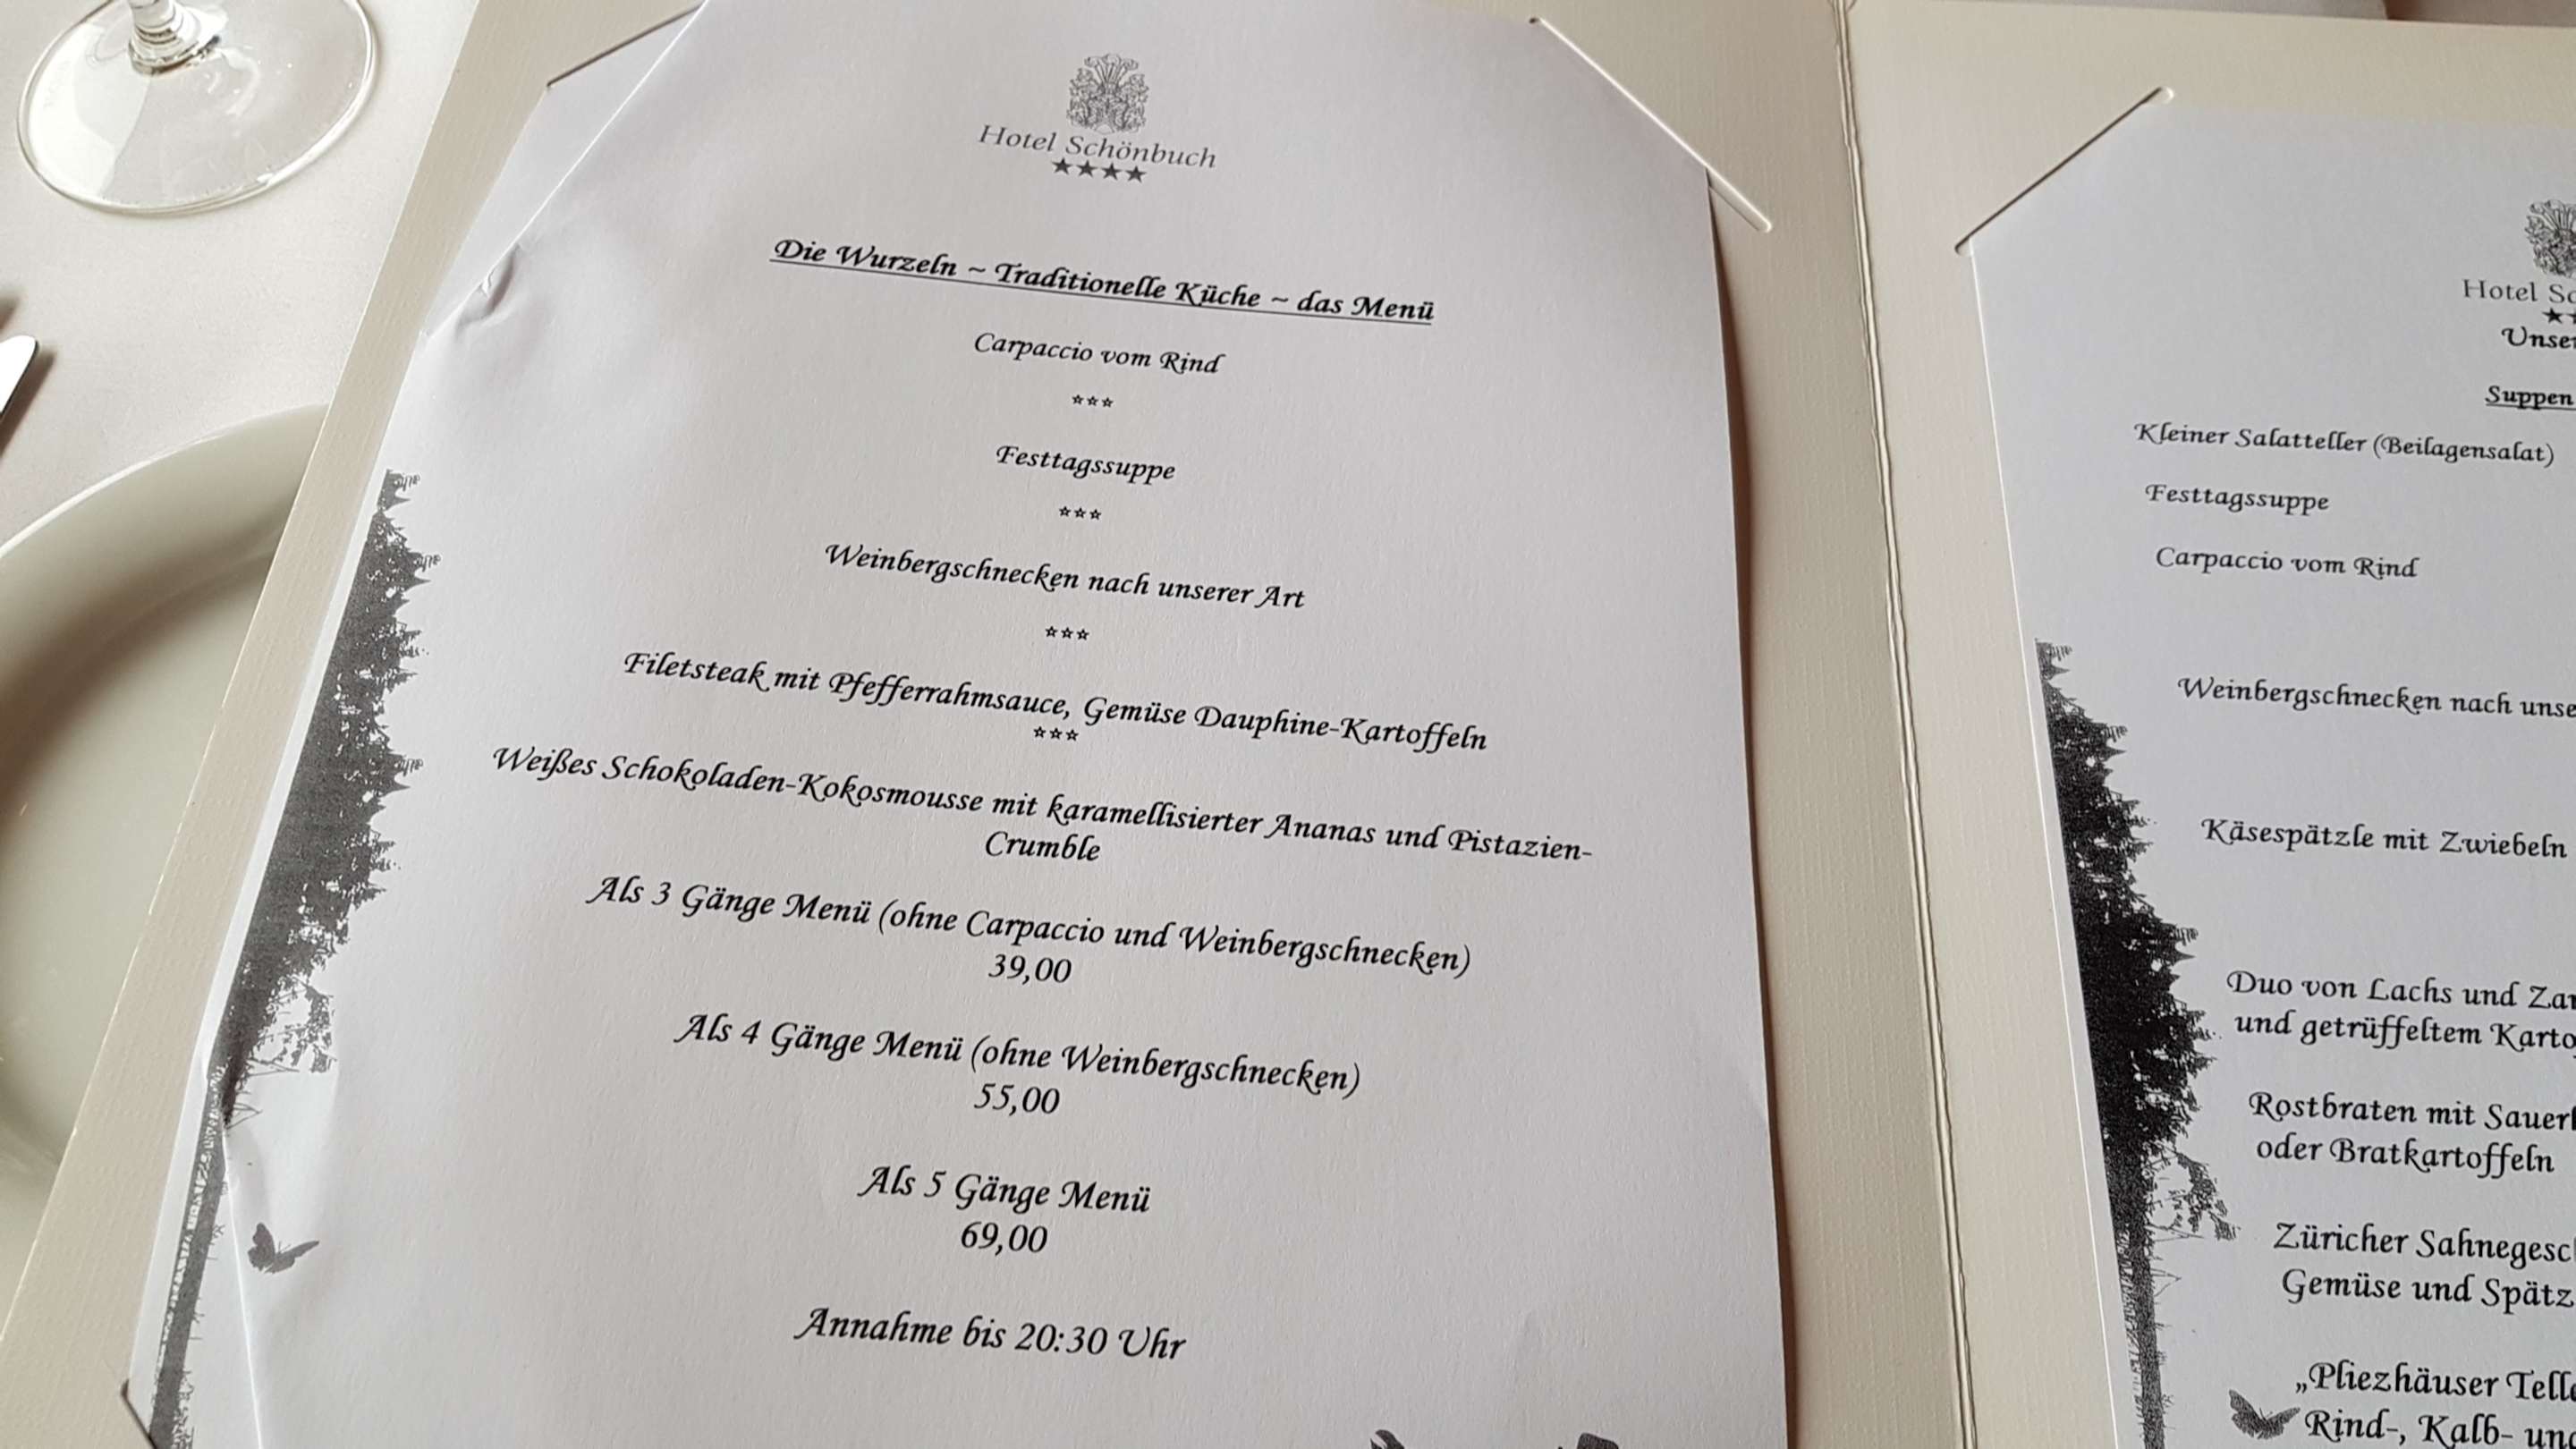 Hotel Schönbuch
★★★★
Die Wurzeln ~ Traditionelle Küche ~ das Menü
Carpaccio vom Rind
***
Festtagssuppe
***
Weinbergschnecken nach unserer Art
***
Filetsteak mit Pfefferrahmsauce, Gemüse Dauphine-Kartoffeln
***
Weißes Schokoladen-Kokosmousse mit karamellisierter Ananas und Pistazien-
Crumble
Als 3 Gänge Menü (ohne Carpaccio und Weinbergschnecken)
39,00
Als 4 Gänge Menü (ohne Weinbergschnecken)
55,00
Als 5 Gänge Menü
69,00
Annahme bis 20:30 Uhr
Hotel
Suppen
Kleiner Salatteller (Beilagensalat)
Festtagssuppe
Carpaccio vom Rind
Weinbergschnecken nach
Käsespätzle mit Zwiebeln
Duo von Lachs und
und getrüffeltem
Rostbraten mit
oder Bratkartoffeln
Züricher
Gemüse und
„Pliezhäuser
Rind-, Kalb-